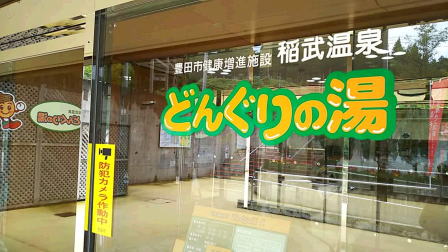 豊田市健康増進施設 稲武温泉
どんぐりの湯
防犯カメラ作動中